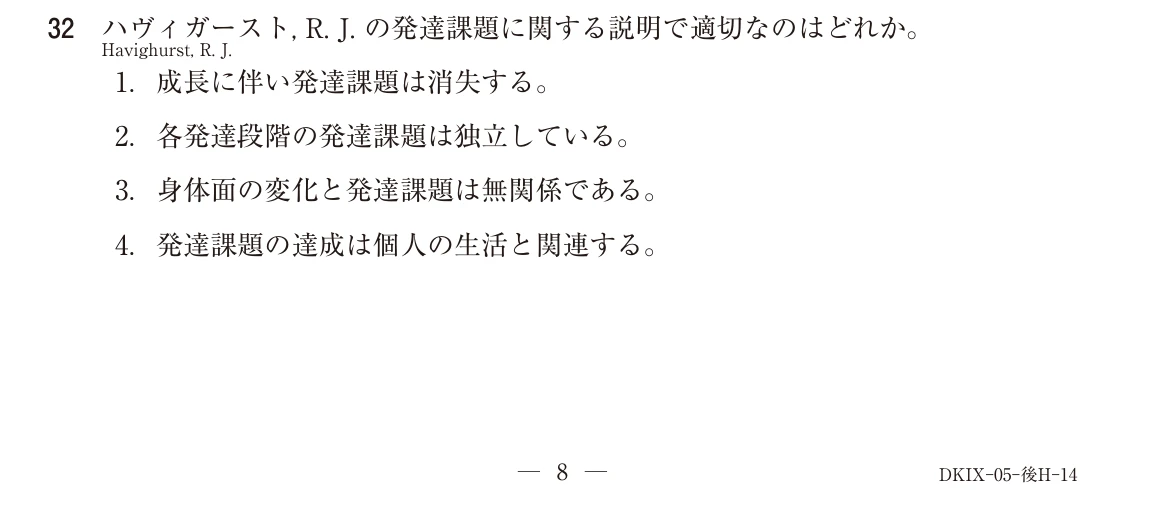 32 ハヴィガースト, R. J. の発達課題に関する説明で適切なのはどれか。
Havighurst, R. J.
1. 成長に伴い発達課題は消失する。
2. 各発達段階の発達課題は独立している。
3. 身体面の変化と発達課題は無関係である。
4. 発達課題の達成は個人の生活と関連する。
— 8 —
DKIX-05-後H-14